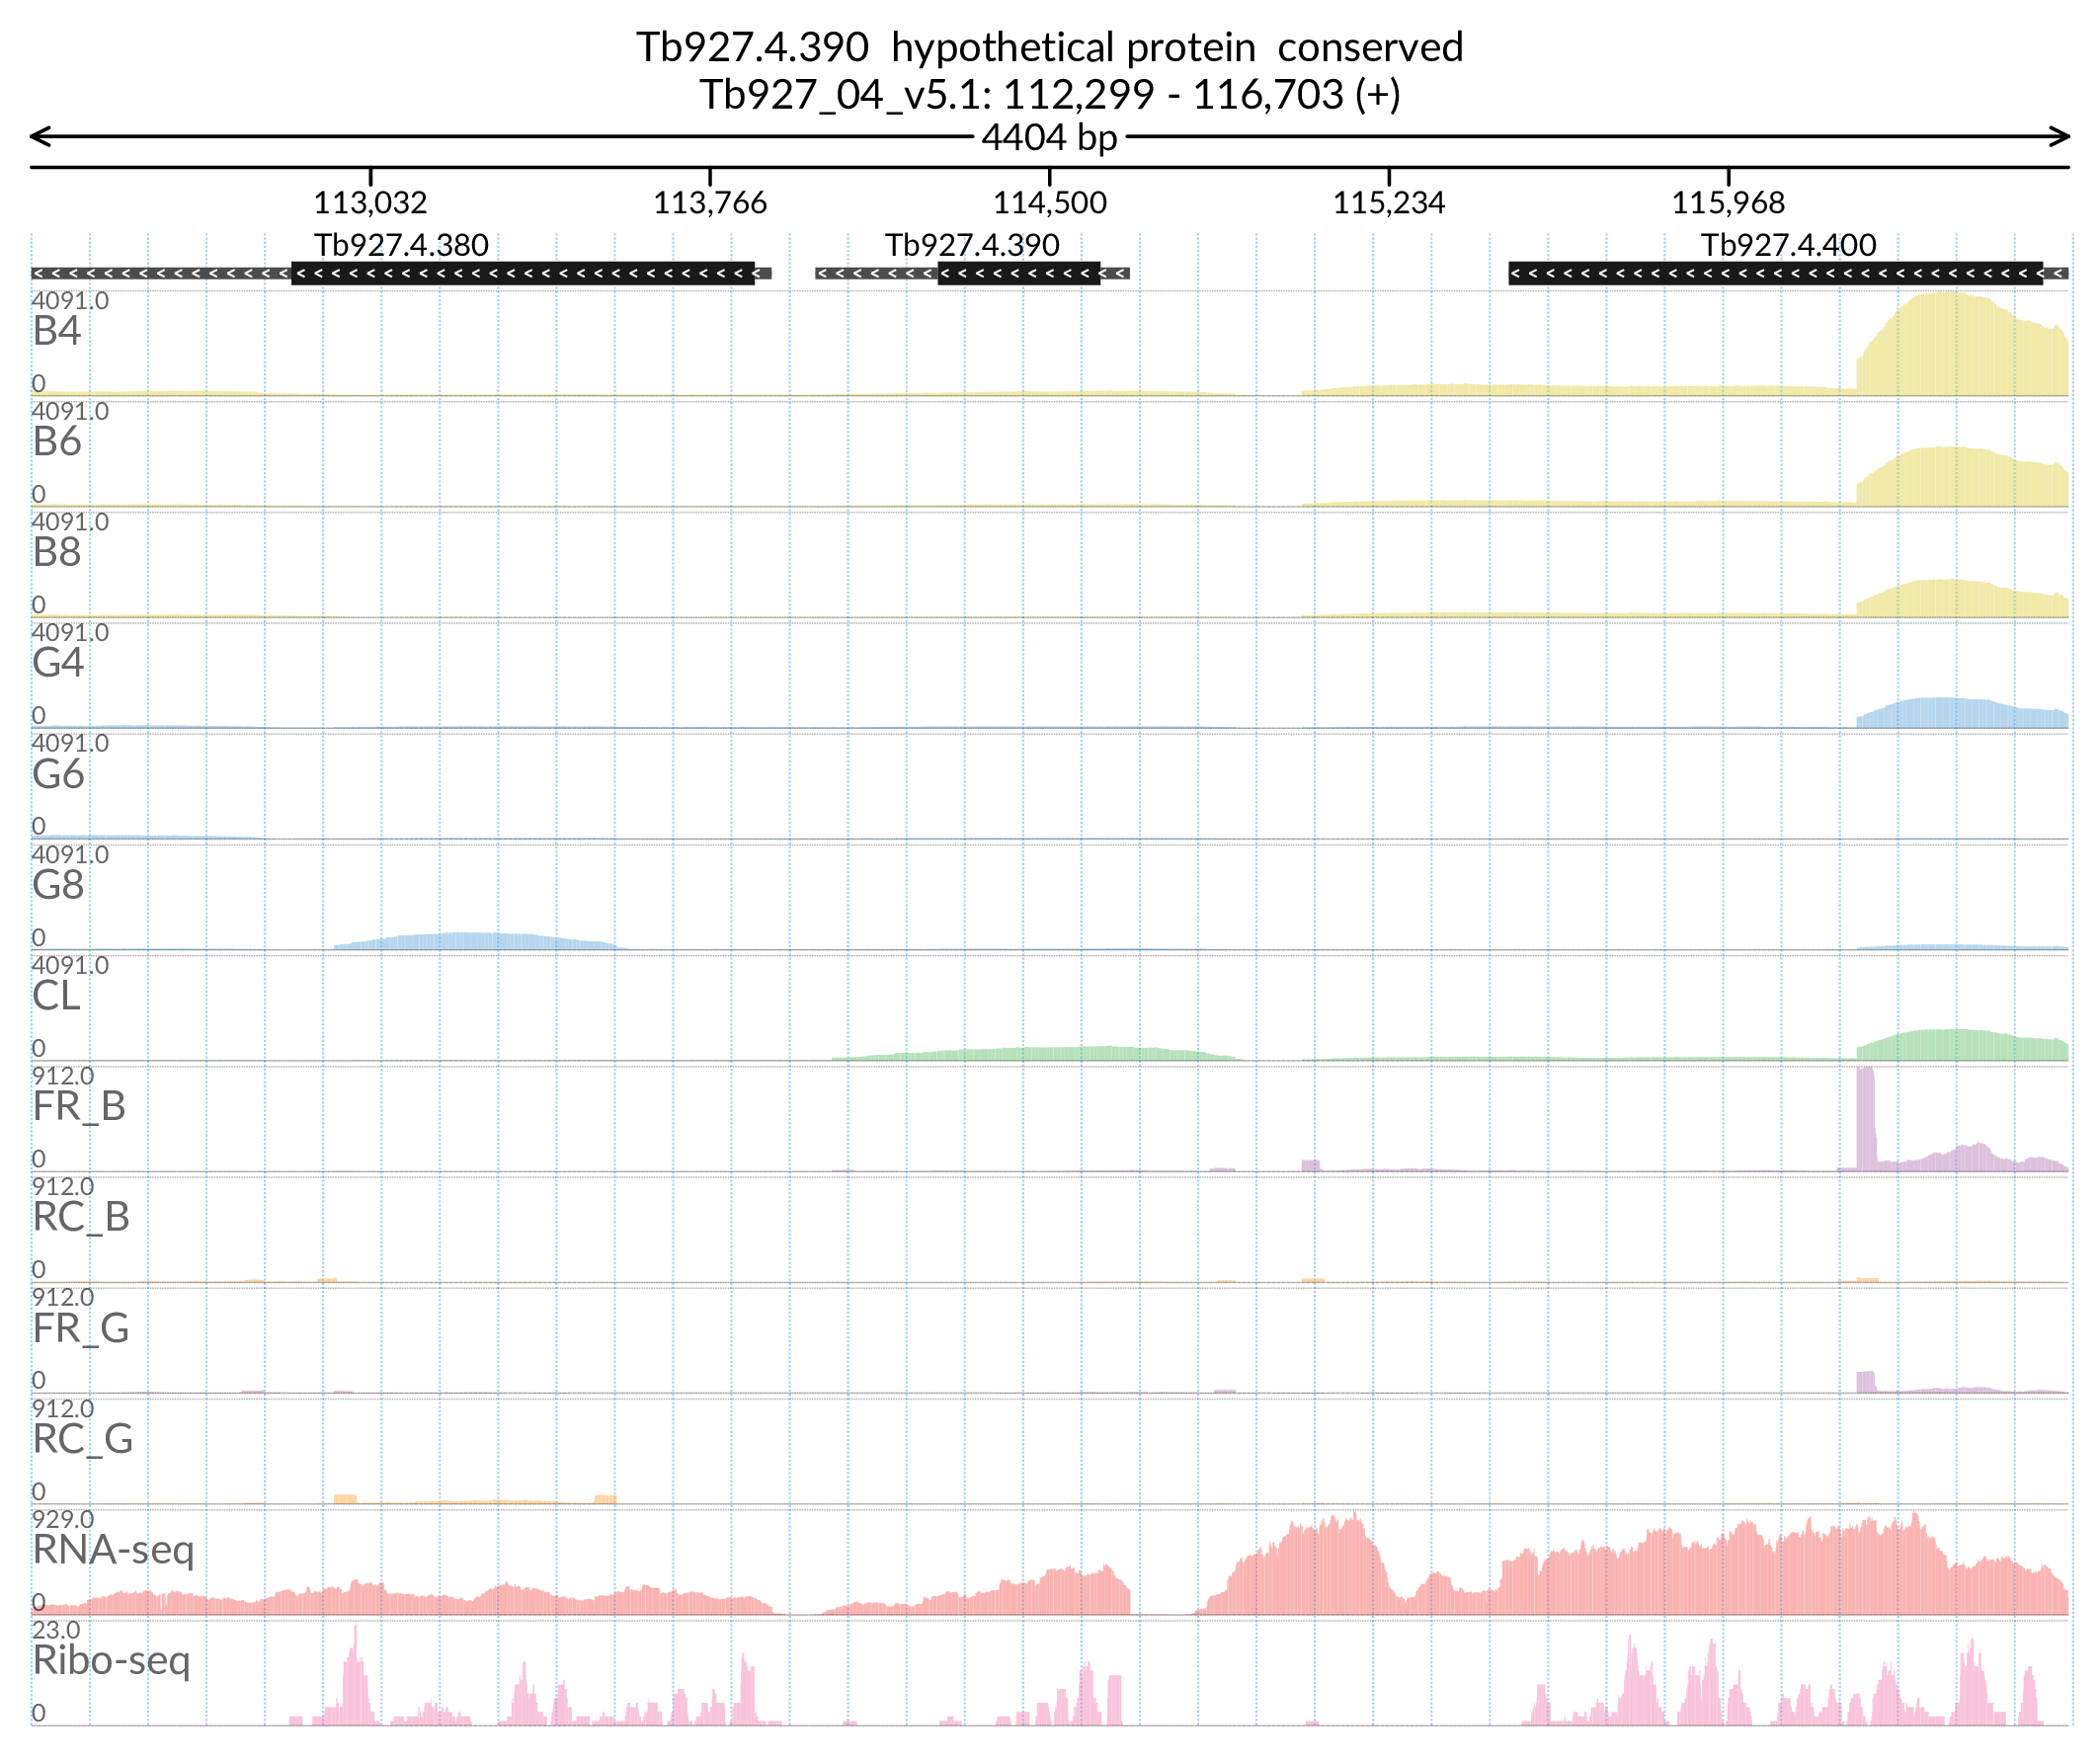 Tb927.4.390  hypothetical protein  conserved
Tb927_04_v5.1: 112,299 - 116,703 (+)
4404 bp
113,032 113,766 114,500 115,234 115,968
Tb927.4.380 Tb927.4.390 Tb927.4.400
4091.0
B4
0
4091.0
B6
0
4091.0
B8
0
4091.0
G4
0
4091.0
G6
0
4091.0
G8
0
4091.0
CL
0
912.0
FR_B
0
912.0
RC_B
0
912.0
FR_G
0
912.0
RC_G
0
929.0
RNA-seq
0
23.0
Ribo-seq
0